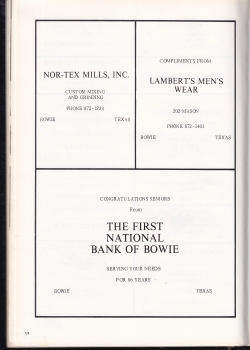 NOR-TEX MILLS, INC.
CUSTOM MIXING
AND GRINDING
PHONE 872-1221
BOWIE TEXAS
COMPLIMENTS FROM
LAMBERT'S MEN'S
WEAR
202 MASON
PHONE 872-1401
BOWIE TEXAS
CONGRATULATIONS SENIORS
From
THE FIRST
NATIONAL
BANK OF BOWIE
SERVING YOUR NEEDS
FOR 66 YEARS
BOWIE TEXAS